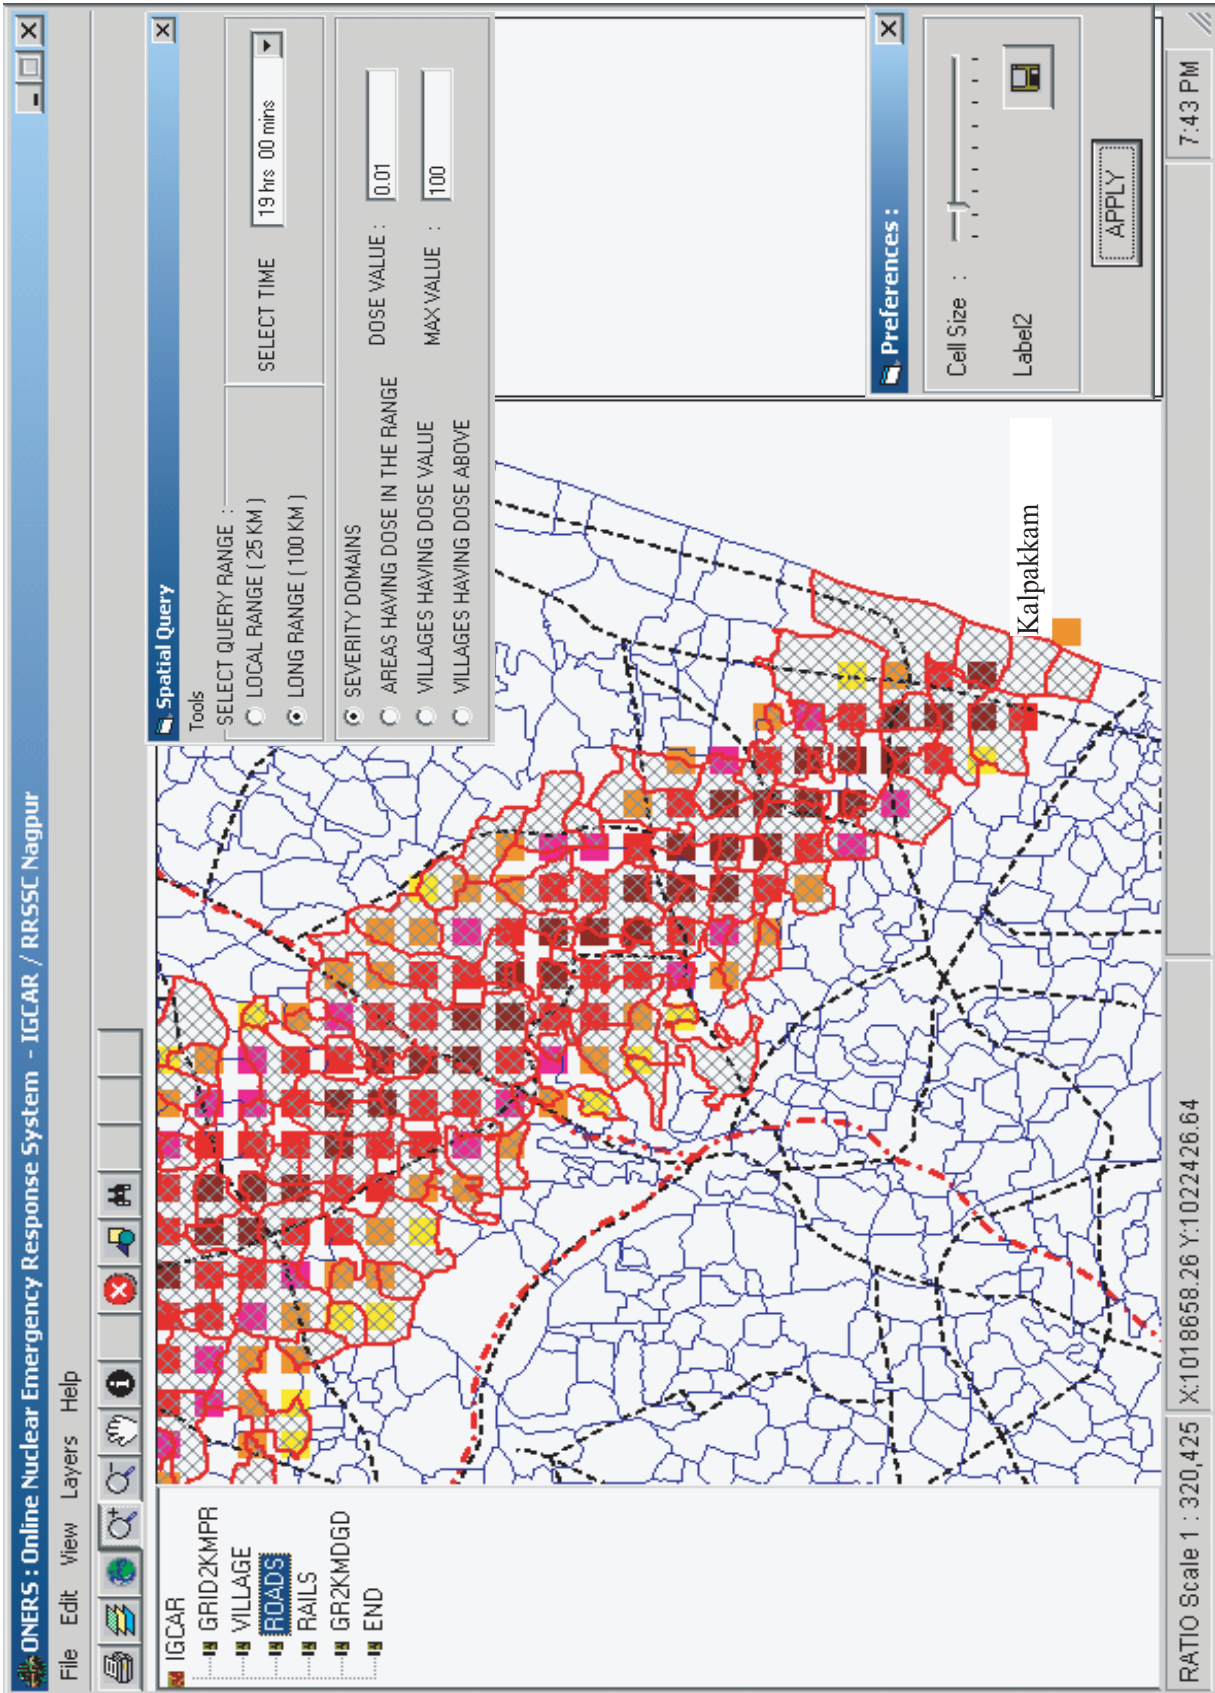 ONERS : Online Nuclear Emergency Response System - IGCAR / RRSSC Nagpur
File Edit View Layers Help
IGCAR
GRID2KMPR
VILLAGE
ROADS
RAILS
GR2KMDGD
END
Spatial Query
Tools
SELECT QUERY RANGE :
LOCAL RANGE ( 25 KM )
LONG RANGE ( 100 KM )
SELECT TIME 19 hrs 00 mins
SEVERITY DOMAINS
AREAS HAVING DOSE IN THE RANGE
VILLAGES HAVING DOSE VALUE
VILLAGES HAVING DOSE ABOVE
DOSE VALUE : 0.01
MAX VALUE : 100
Kalpakkam
Preferences :
Cell Size :
Label2
APPLY
RATIO Scale 1 : 320,425 X:1018658.26 Y:1022426.64 7:43 PM